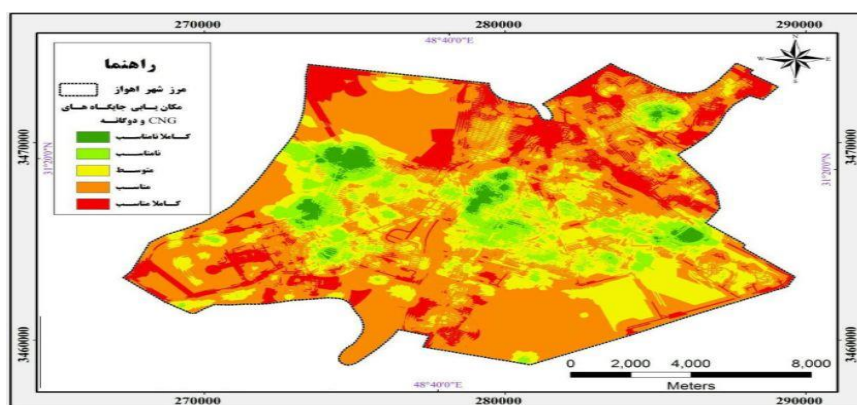 270000 280000 290000
48°40'0"E
راهنما
مرز شهر اهواز
مکان یابی جایگاه های
CNG و دوگانه
کاملا نامناسب
نامناسب
متوسط
مناسب
کاملا مناسب
N
W E
S
3470000 3470000
31°20'0"N 31°20'0"N
3460000 3460000
0 2,000 4,000 8,000
Meters
48°40'0"E
270000 280000 290000